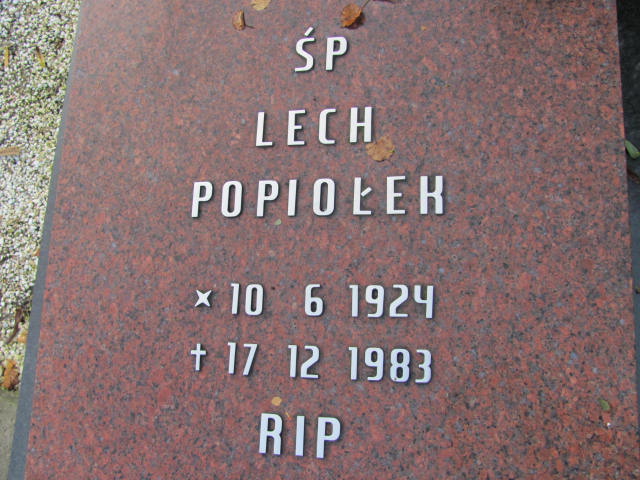 ŚP
LECH
POPIOŁEK
× 10 6 1924
✝ 17 12 1983
RIP